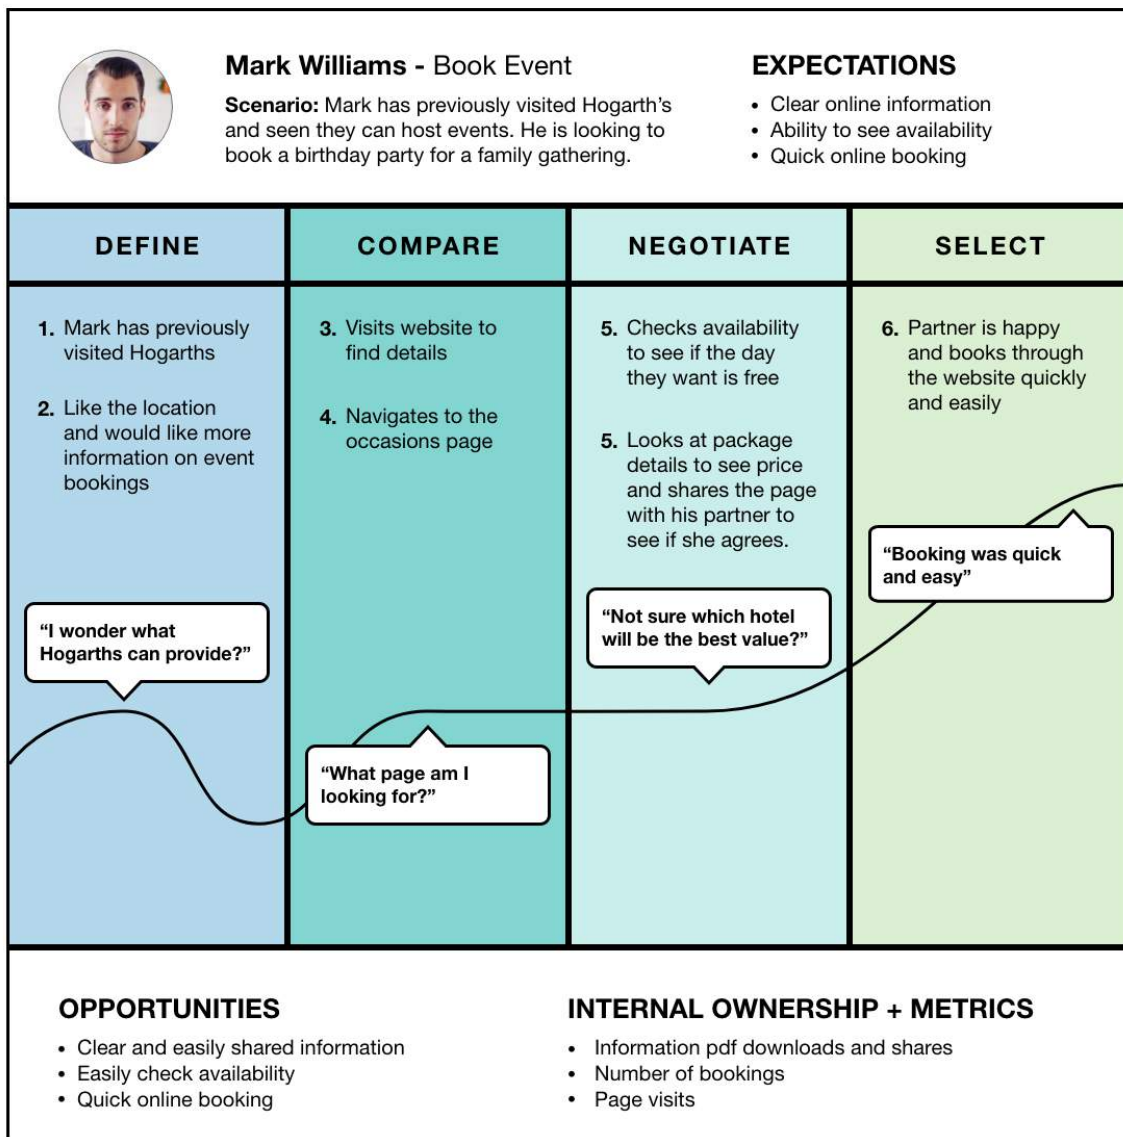 Mark Williams - Book Event
Scenario: Mark has previously visited Hogarth’s
and seen they can host events. He is looking to
book a birthday party for a family gathering.
EXPECTATIONS
• Clear online information
• Ability to see availability
• Quick online booking
DEFINE
1. Mark has previously
visited Hogarths
2. Like the location
and would like more
information on event
bookings
“I wonder what
Hogarths can provide?”
COMPARE
3. Visits website to
find details
4. Navigates to the
occasions page
“What page am I
looking for?”
NEGOTIATE
5. Checks availability
to see if the day
they want is free
5. Looks at package
details to see price
and shares the page
with his partner to
see if she agrees.
“Not sure which hotel
will be the best value?”
SELECT
6. Partner is happy
and books through
the website quickly
and easily
“Booking was quick
and easy”
OPPORTUNITIES
• Clear and easily shared information
• Easily check availability
• Quick online booking
INTERNAL OWNERSHIP + METRICS
• Information pdf downloads and shares
• Number of bookings
• Page visits